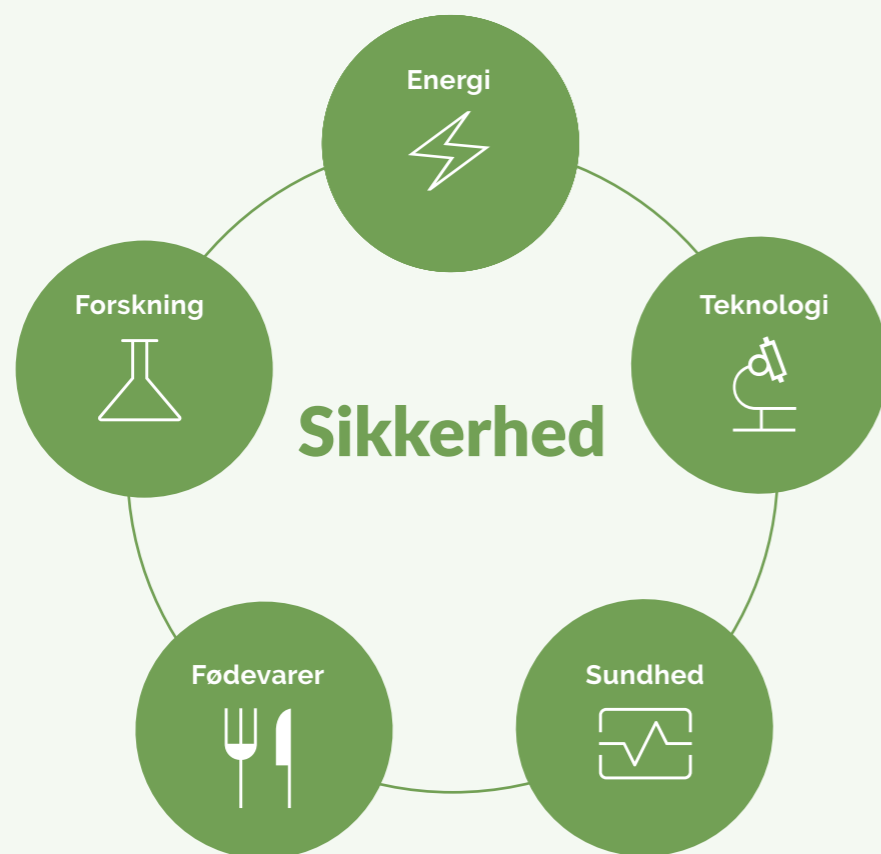 Energi
Forskning
Teknologi
Sikkerhed
Fødevarer
Sundhed